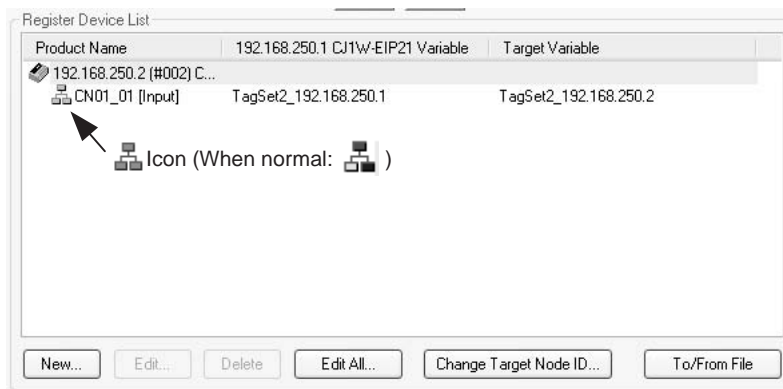 Register Device List
Product Name 192.168.250.1 CJ1W-EIP21 Variable Target Variable
192.168.250.2 (#002) C...
CN01_01 [Input] TagSet2_192.168.250.1 TagSet2_192.168.250.2
Icon (When normal: )
New... Edit... Delete Edit All... Change Target Node ID... To/From File